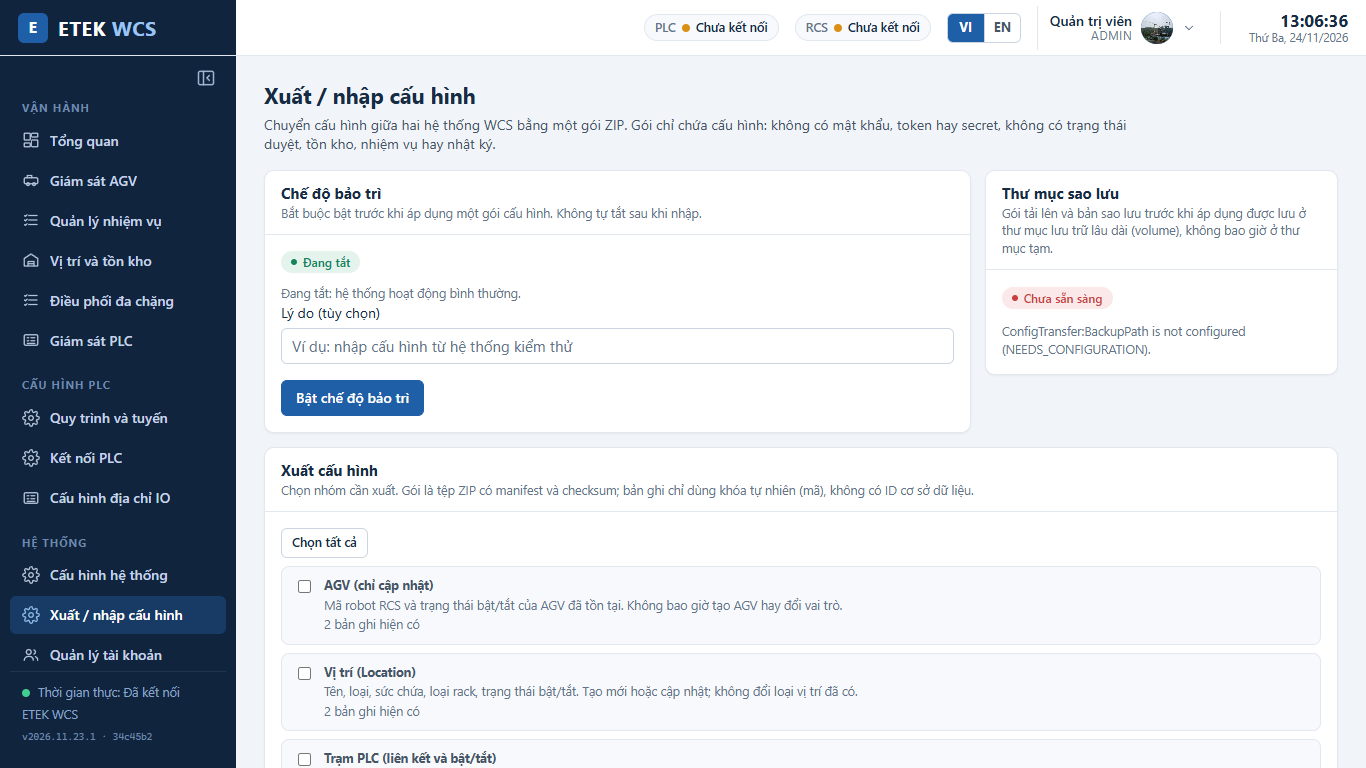 E ETEK WCS
PLC Chưa kết nối
RCS Chưa kết nối
VI EN
Quản trị viên
ADMIN
13:06:36
Thứ Ba, 24/11/2026
VẬN HÀNH
Tổng quan
Giám sát AGV
Quản lý nhiệm vụ
Vị trí và tồn kho
Điều phối đa chặng
Giám sát PLC
CẤU HÌNH PLC
Quy trình và tuyến
Kết nối PLC
Cấu hình địa chỉ IO
HỆ THỐNG
Cấu hình hệ thống
Xuất / nhập cấu hình
Quản lý tài khoản
Thời gian thực: Đã kết nối
ETEK WCS
v2026.11.23.1 · 34c45b2
Xuất / nhập cấu hình
Chuyển cấu hình giữa hai hệ thống WCS bằng một gói ZIP. Gói chỉ chứa cấu hình: không có mật khẩu, token hay secret, không có trạng thái
duyệt, tồn kho, nhiệm vụ hay nhật ký.
Chế độ bảo trì
Bắt buộc bật trước khi áp dụng một gói cấu hình. Không tự tắt sau khi nhập.
Đang tắt
Đang tắt: hệ thống hoạt động bình thường.
Lý do (tùy chọn)
Ví dụ: nhập cấu hình từ hệ thống kiểm thử
Bật chế độ bảo trì
Thư mục sao lưu
Gói tải lên và bản sao lưu trước khi áp dụng được lưu ở
thư mục lưu trữ lâu dài (volume), không bao giờ ở thư
mục tạm.
Chưa sẵn sàng
ConfigTransfer:BackupPath is not configured
(NEEDS_CONFIGURATION).
Xuất cấu hình
Chọn nhóm cần xuất. Gói là tệp ZIP có manifest và checksum; bản ghi chỉ dùng khóa tự nhiên (mã), không có ID cơ sở dữ liệu.
Chọn tất cả
AGV (chỉ cập nhật)
Mã robot RCS và trạng thái bật/tắt của AGV đã tồn tại. Không bao giờ tạo AGV hay đổi vai trò.
2 bản ghi hiện có
Vị trí (Location)
Tên, loại, sức chứa, loại rack, trạng thái bật/tắt. Tạo mới hoặc cập nhật; không đổi loại vị trí đã có.
2 bản ghi hiện có
Trạm PLC (liên kết và bật/tắt)